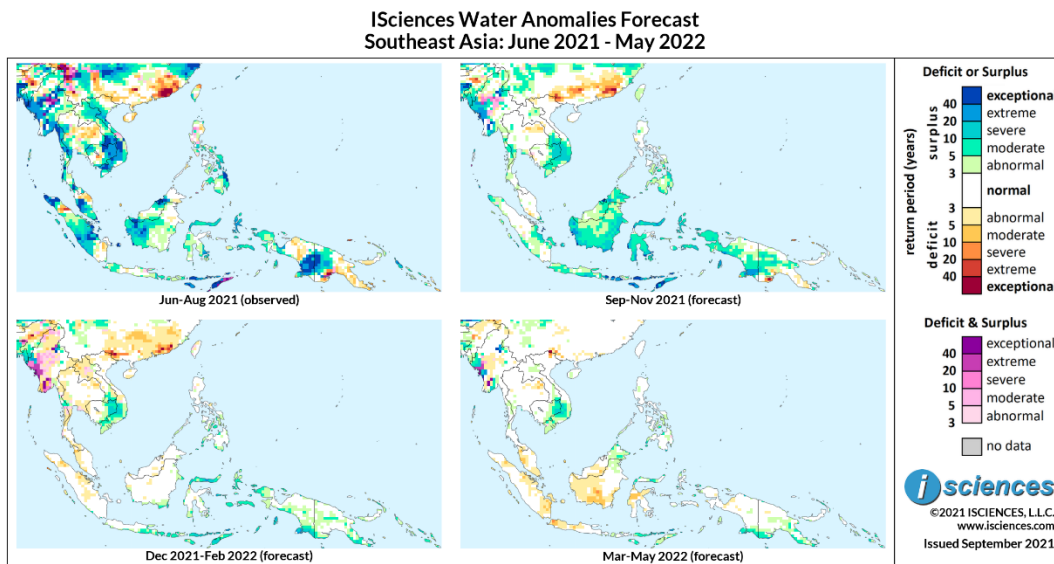 ISciences Water Anomalies Forecast
Southeast Asia: June 2021 - May 2022
Jun-Aug 2021 (observed)
Sep-Nov 2021 (forecast)
Dec 2021-Feb 2022 (forecast)
Mar-May 2022 (forecast)
Deficit or Surplus
return period (years)
surplus
deficit
exceptional
40
extreme
20
severe
10
moderate
5
abnormal
3
normal
3
abnormal
5
moderate
10
severe
20
extreme
40
exceptional
Deficit & Surplus
exceptional
40
extreme
20
severe
10
moderate
5
abnormal
3
no data
i sciences
©2021 ISCIENCES, L.L.C.
www.isciences.com
Issued September 2021